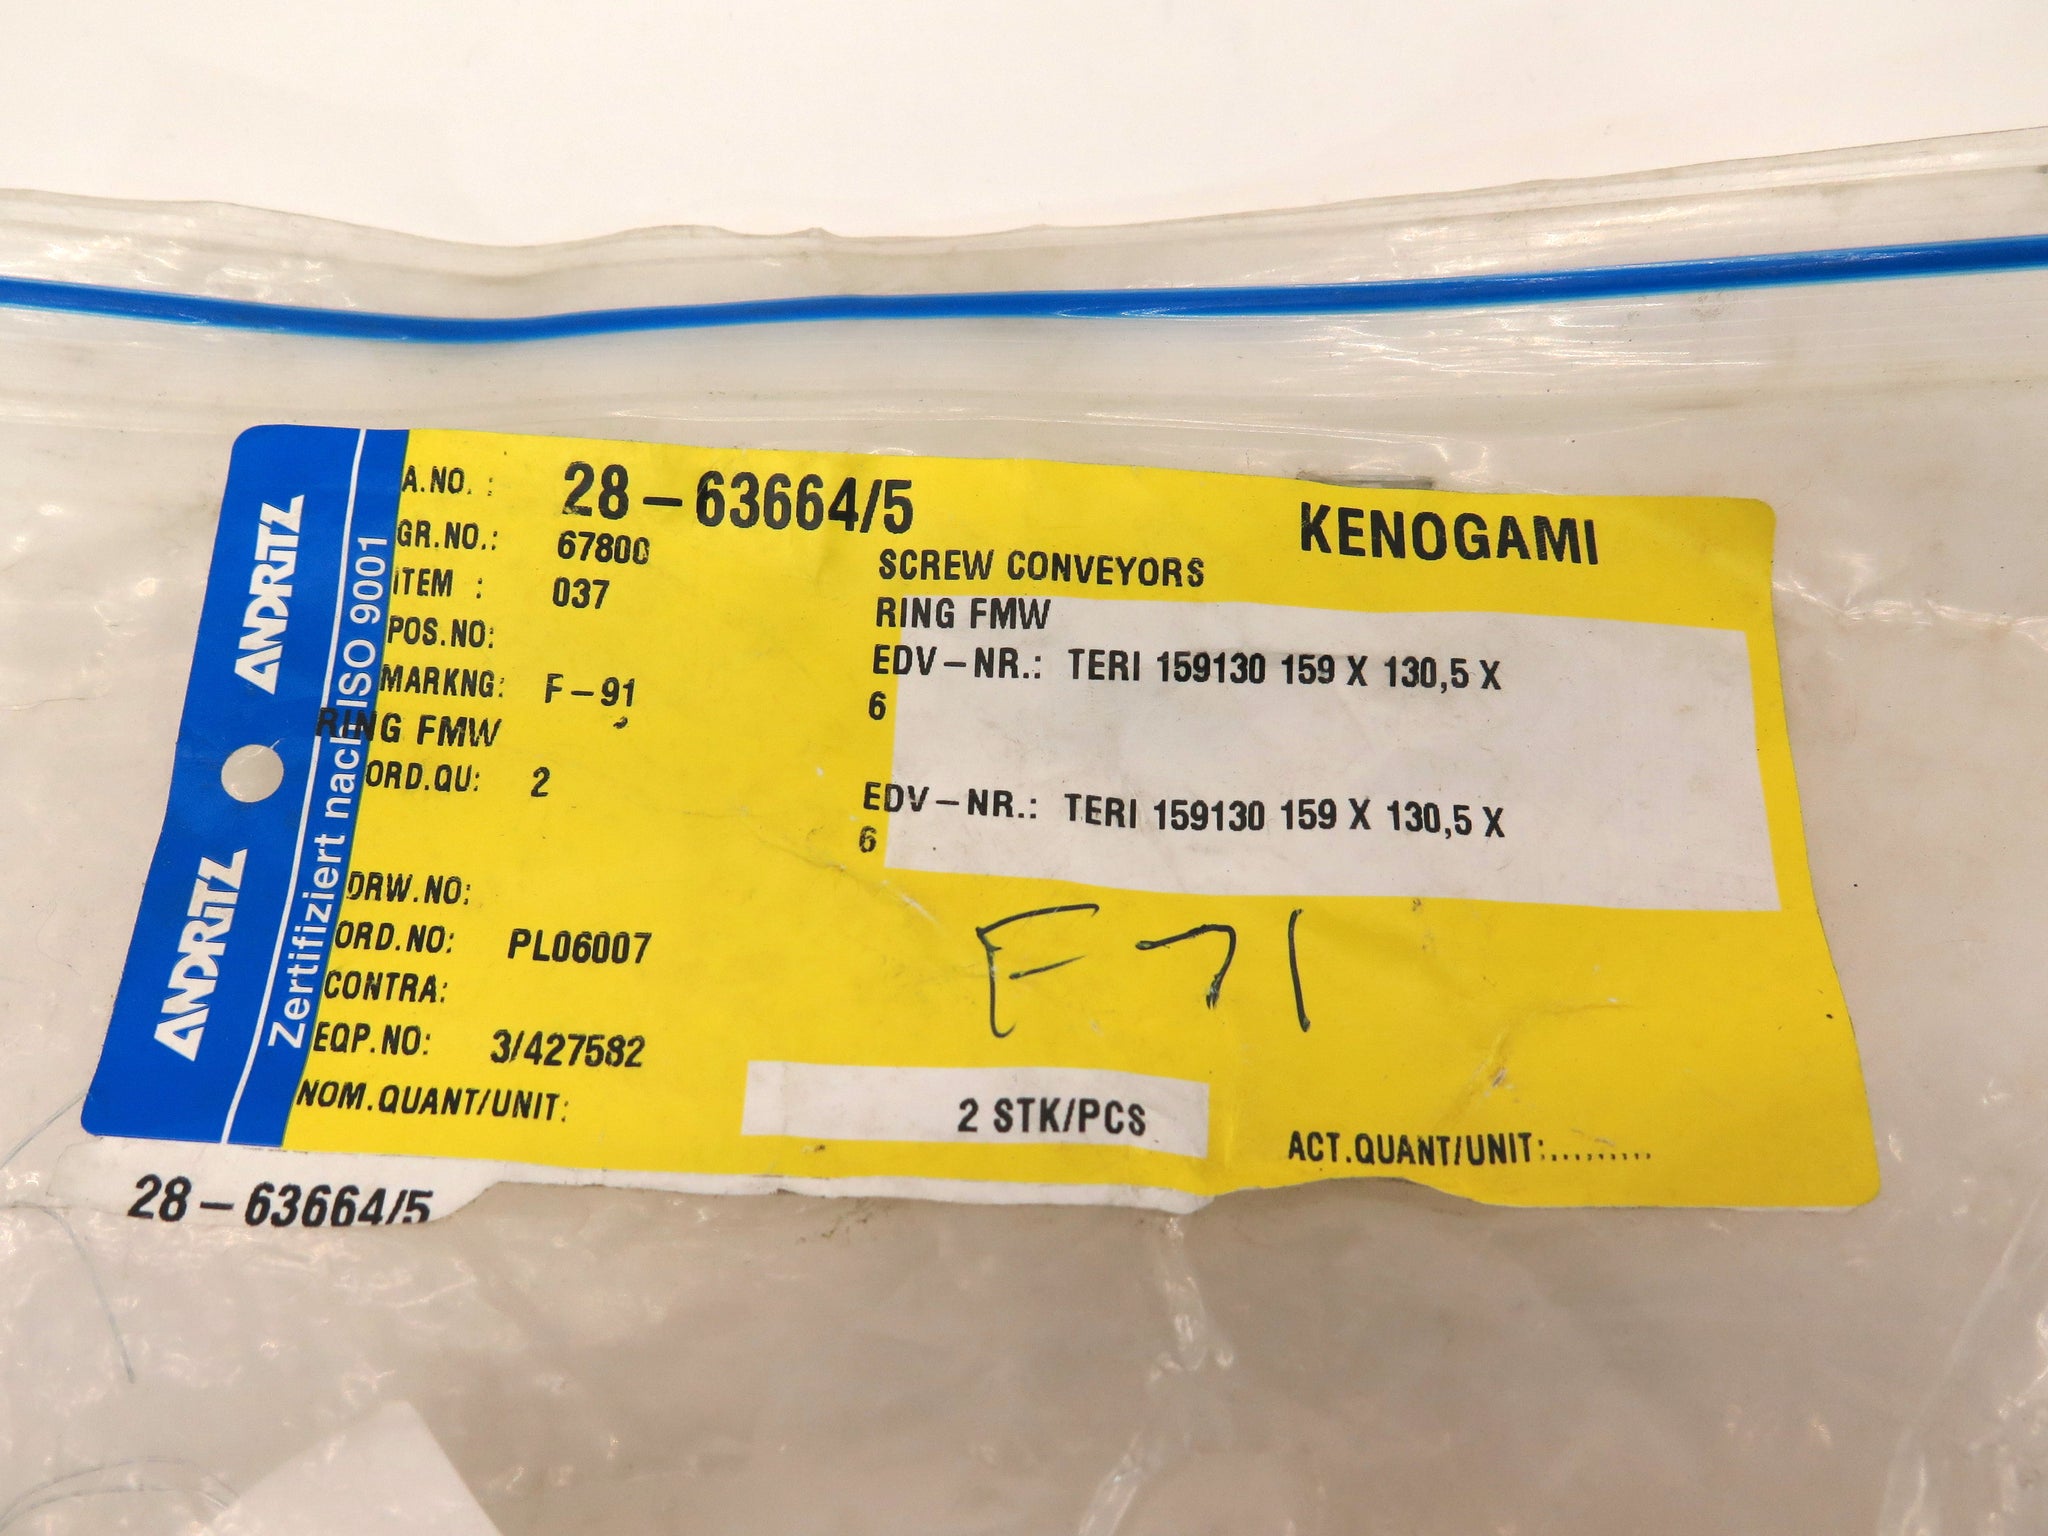 ANDRITZ ANDRITZ
Zertifiziert nach ISO 9001
A.NO. : 28-63664/5
KENOGAMI
GR.NO.: 67800
SCREW CONVEYORS
ITEM : 037
RING FMW
POS.NO:
EDV-NR.: TERI 159130 159 X 130,5 X
6
MARKNG: F-91
RING FMW
ORD.QU: 2
EDV-NR.: TERI 159130 159 X 130,5 X
6
DRW.NO:
ORD.NO: PL06007
F 71
CONTRA:
EQP.NO: 3/427582
NOM.QUANT/UNIT: 2 STK/PCS
ACT.QUANT/UNIT:..........
28-63664/5